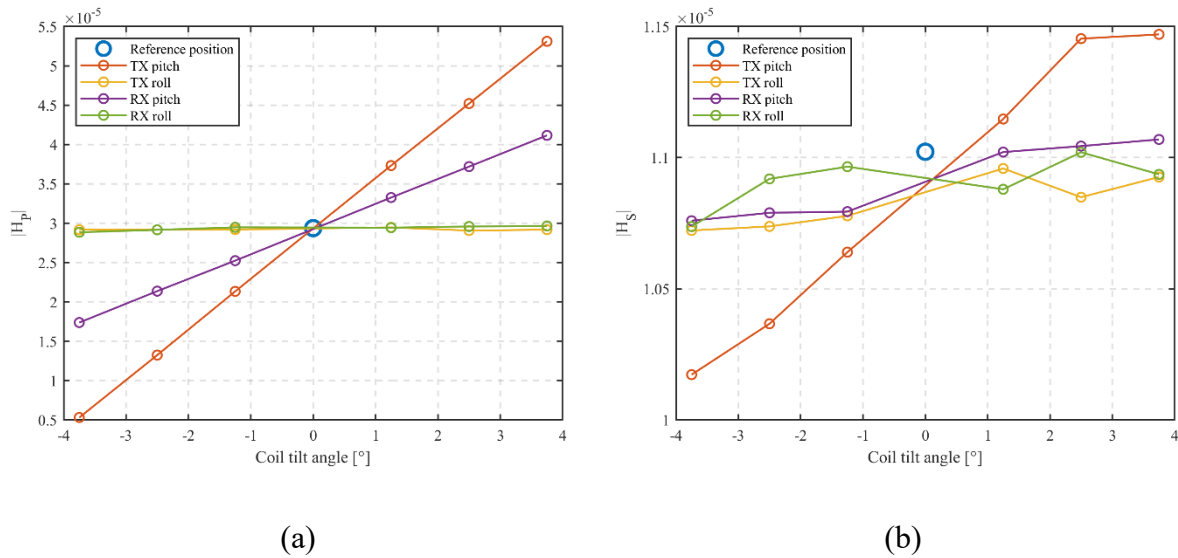 ×10^-5
5.5
5
4.5
4
3.5
3
2.5
2
1.5
1
0.5
|H_P|
Reference position
TX pitch
TX roll
RX pitch
RX roll
-4 -3 -2 -1 0 1 2 3 4
Coil tilt angle [°]
(a)
×10^-5
1.15
1.1
1.05
1
|H_S|
Reference position
TX pitch
TX roll
RX pitch
RX roll
-4 -3 -2 -1 0 1 2 3 4
Coil tilt angle [°]
(b)